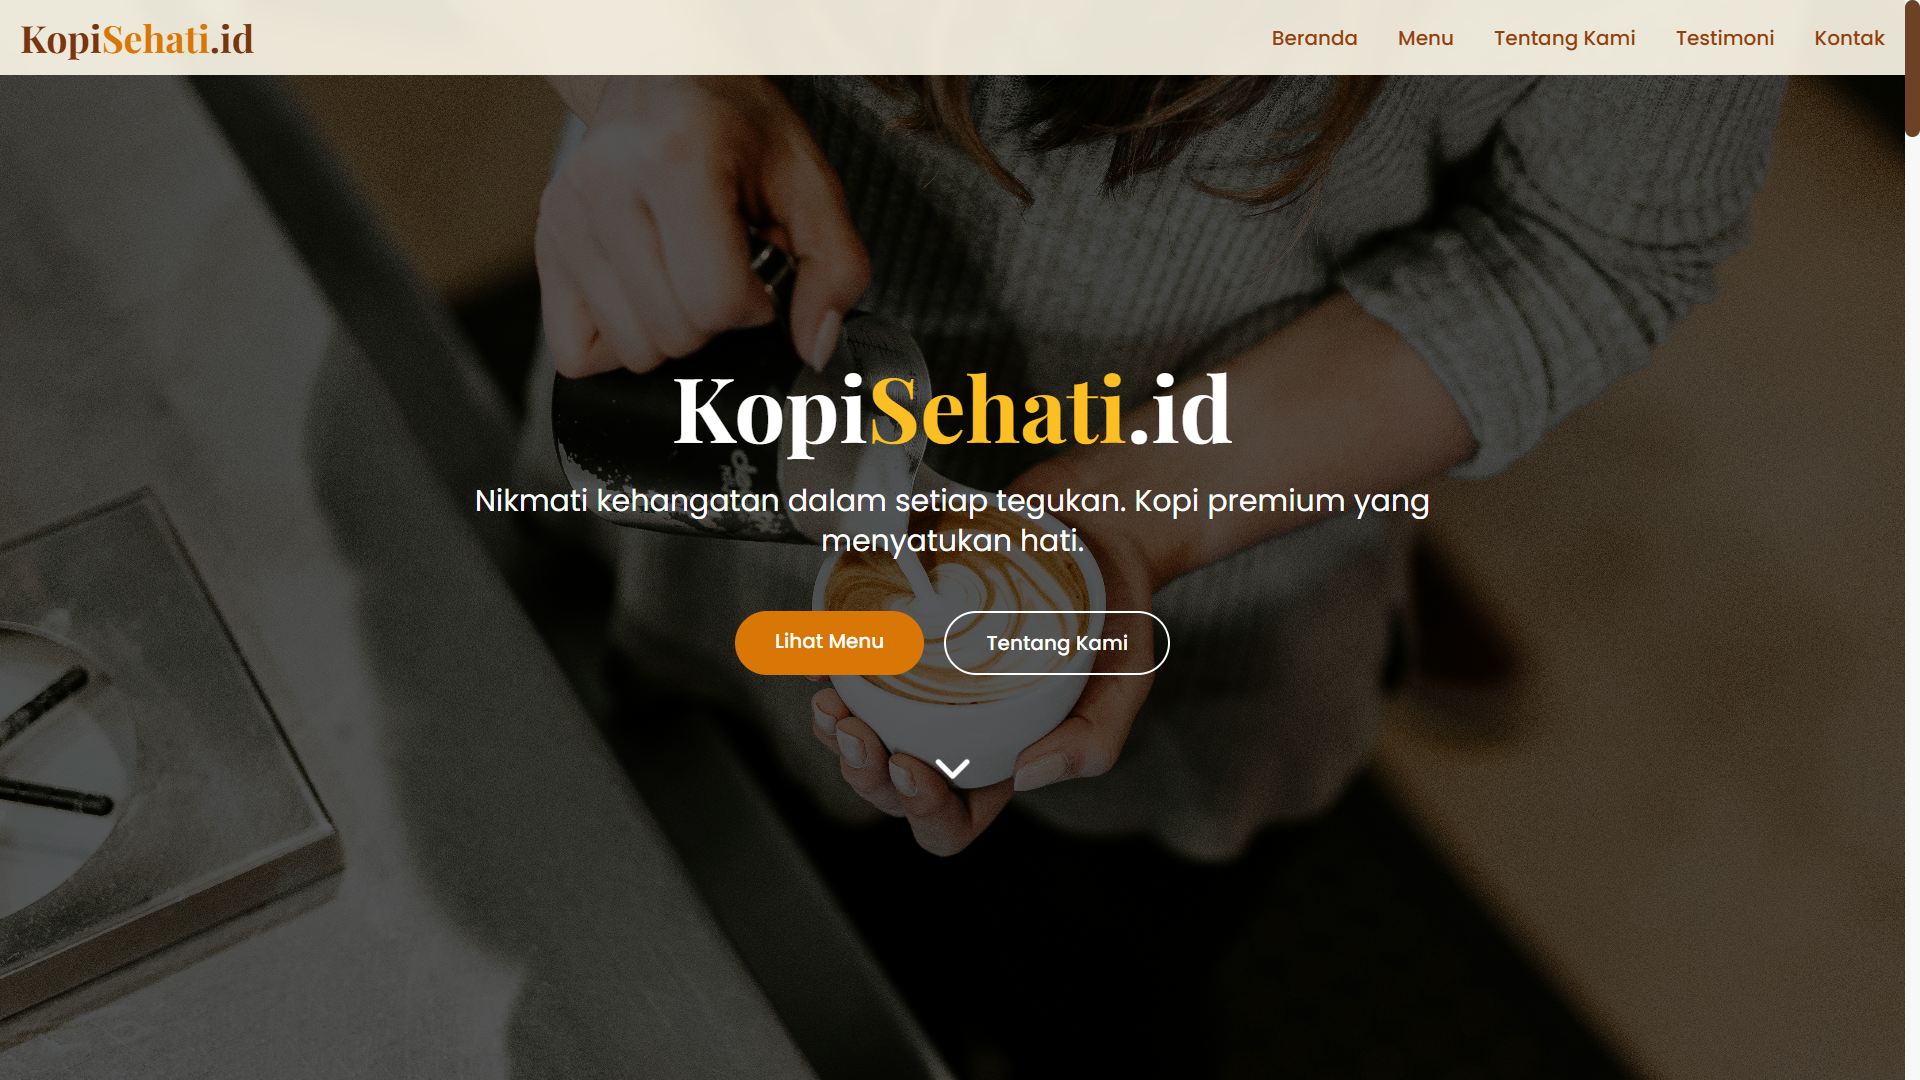 KopiSehati.id
Beranda Menu Tentang Kami Testimoni Kontak
KopiSehati.id
Nikmati kehangatan dalam setiap tegukan. Kopi premium yang
menyatukan hati.
Lihat Menu
Tentang Kami